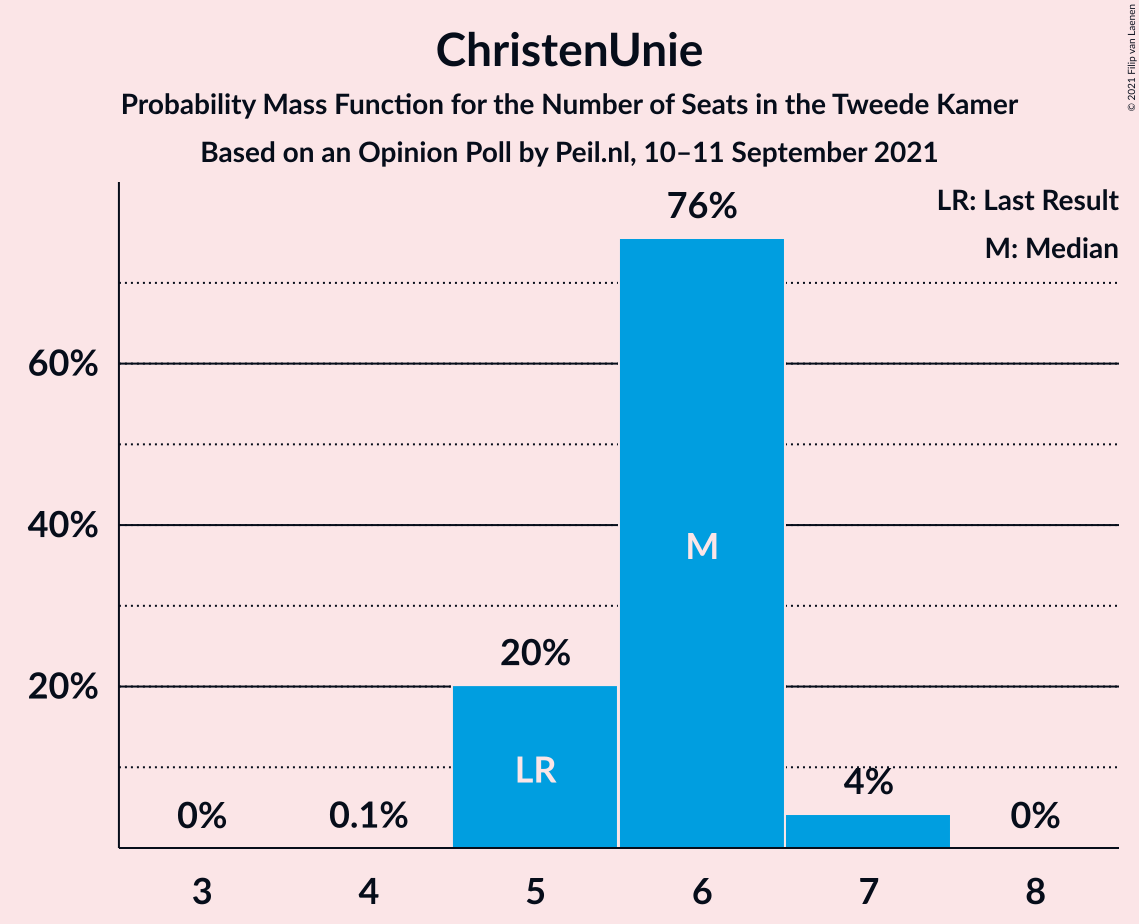 ChristenUnie
Probability Mass Function for the Number of Seats in the Tweede Kamer
Based on an Opinion Poll by Peil.nl, 10–11 September 2021
© 2021 Filip van Laenen
LR: Last Result
M: Median
76%
60%
40%
M
20%
20%
LR
4%
0%
0.1%
0%
3
4
5
6
7
8